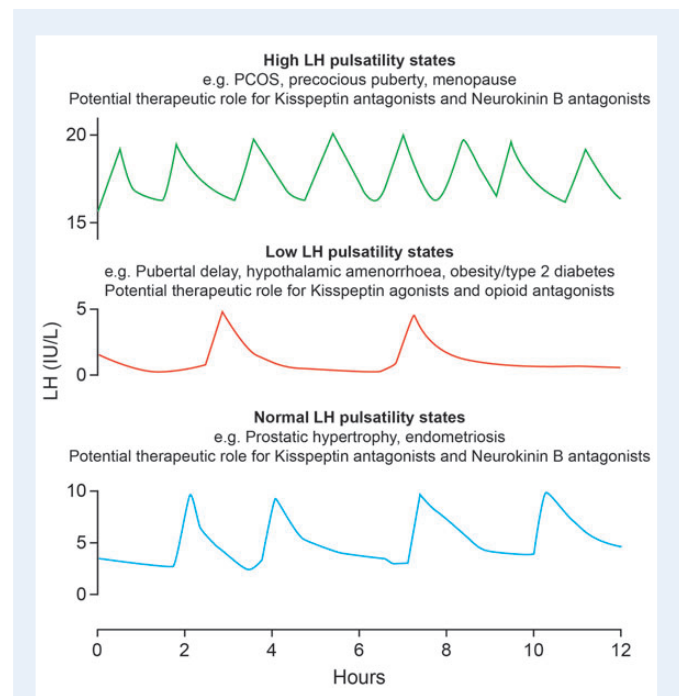 High LH pulsatility states
e.g. PCOS, precocious puberty, menopause
Potential therapeutic role for Kisspeptin antagonists and Neurokinin B antagonists
20
15
Low LH pulsatility states
e.g. Pubertal delay, hypothalamic amenorrhoea, obesity/type 2 diabetes
Potential therapeutic role for Kisspeptin agonists and opioid antagonists
5
0
LH (IU/L)
Normal LH pulsatility states
e.g. Prostatic hypertrophy, endometriosis
Potential therapeutic role for Kisspeptin antagonists and Neurokinin B antagonists
10
5
0
0 2 4 6 8 10 12
Hours